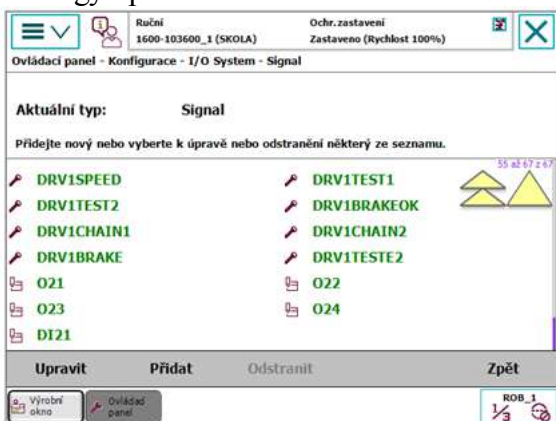 Ruční
1600-103600_1 (SKOLA)
Ochr. zastavení
Zastaveno (Rychlost 100%)
Ovládací panel - Konfigurace - I/O System - Signal
Aktuální typ: Signal
Přidejte nový nebo vyberte k úpravě nebo odstranění některý ze seznamu.
55 až 67 z 67
DRV1SPEED DRV1TEST1
DRV1TEST2 DRV1BRAKEOK
DRV1CHAIN1 DRV1CHAIN2
DRV1BRAKE DRV1TESTE2
O21 O22
O23 O24
DI21
Upravit Přidat Odstranit Zpět
Výrobní
okno
Ovládací
panel
ROB_1
1/3